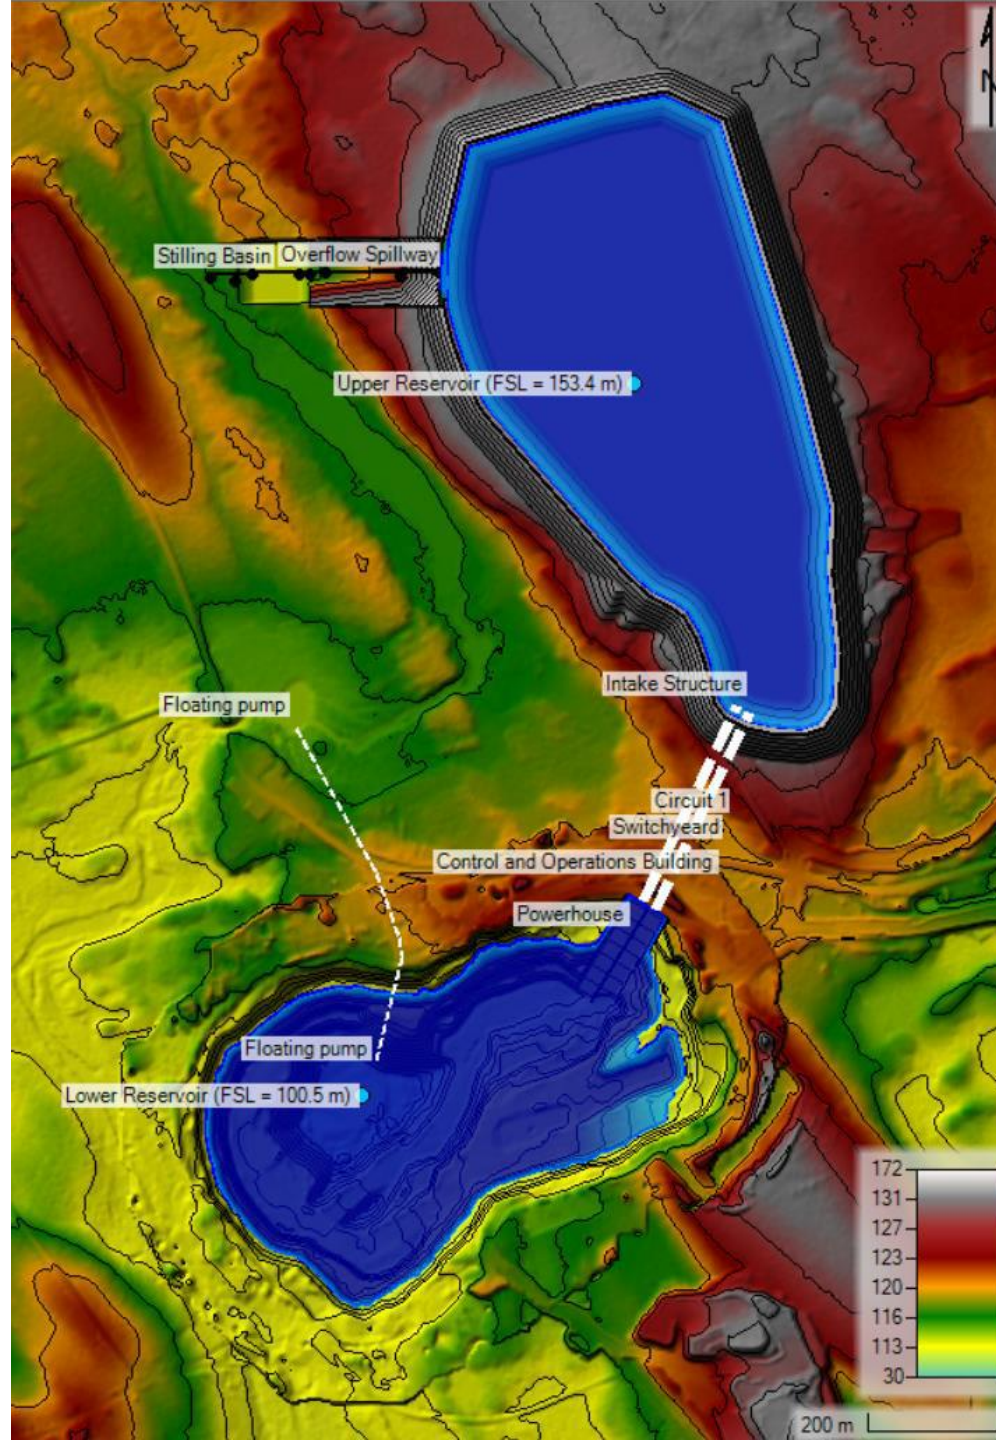 N
Stilling Basin
Overflow Spillway
Upper Reservoir (FSL = 153.4 m)
Intake Structure
Floating pump
Circuit 1
Switchyeard
Control and Operations Building
Powerhouse
Floating pump
Lower Reservoir (FSL = 100.5 m)
172
131
127
123
120
116
113
30
200 m